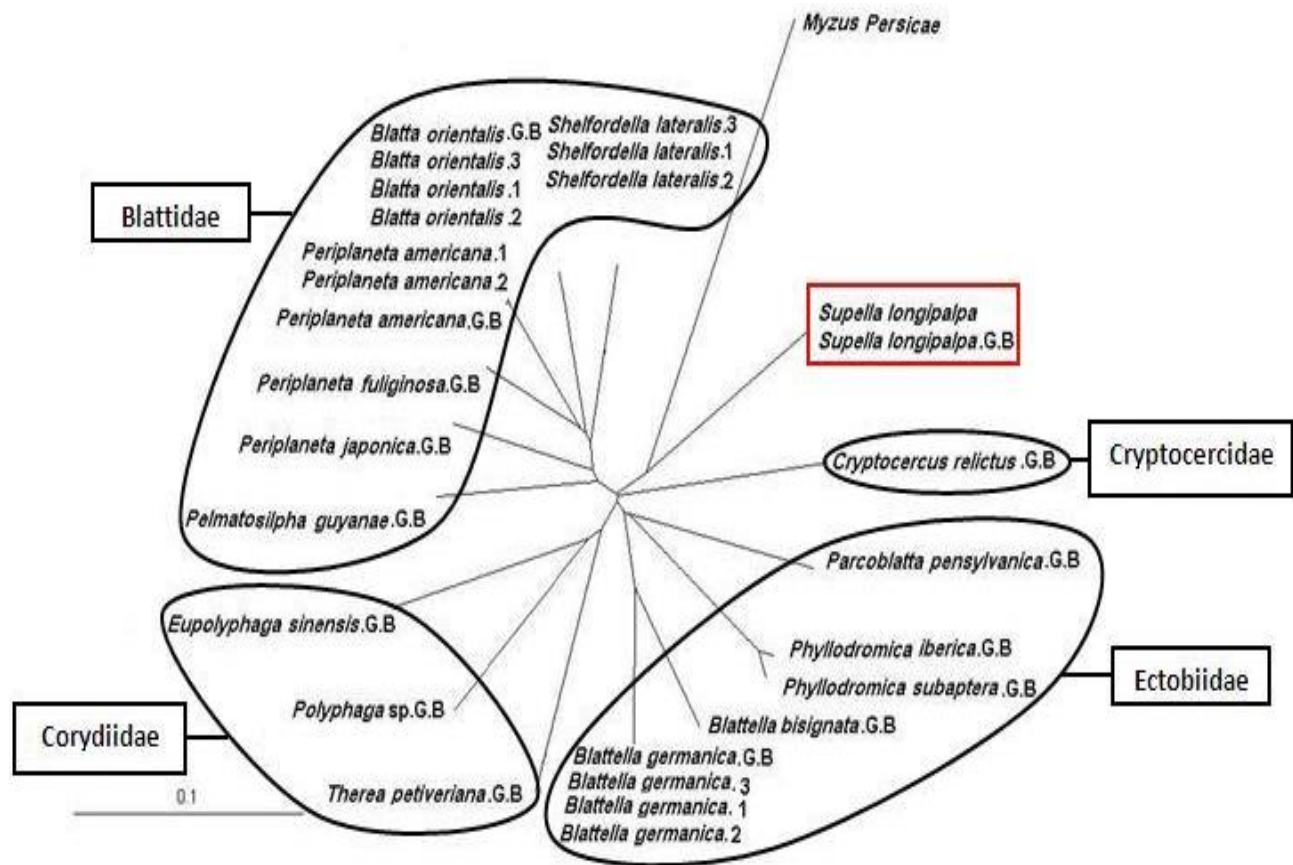 Myzus Persicae
Blatta orientalis.G.B
Blatta orientalis.3
Blatta orientalis.1
Blatta orientalis.2
Shelfordella lateralis.3
Shelfordella lateralis.1
Shelfordella lateralis.2
Blattidae
Periplaneta americana.1
Periplaneta americana.2
Periplaneta americana.G.B
Periplaneta fuliginosa.G.B
Periplaneta japonica.G.B
Pelmatosilpha guyanae.G.B
Supella longipalpa
Supella longipalpa.G.B
Cryptocercus relictus.G.B
Cryptocercidae
Parcoblatta pensylvanica.G.B
Phyllodromica iberica.G.B
Phyllodromica subaptera.G.B
Ectobiidae
Blattella bisignata.G.B
Blattella germanica.G.B
Blattella germanica.3
Blattella germanica.1
Blattella germanica.2
Eupolyphaga sinensis.G.B
Polyphaga sp.G.B
Corydiidae
Therea petiveriana.G.B
0.1